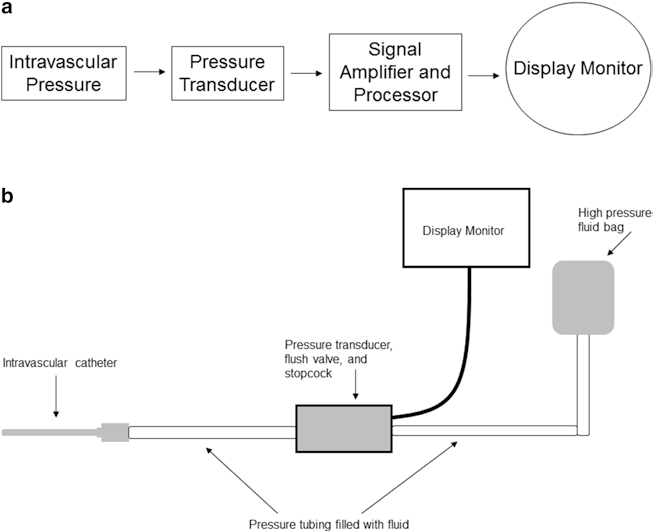 a
Intravascular
Pressure
Pressure
Transducer
Signal
Amplifier and
Processor
Display Monitor
b
High pressure
fluid bag
Display Monitor
Pressure transducer,
flush valve, and
stopcock
Intravascular catheter
Pressure tubing filled with fluid